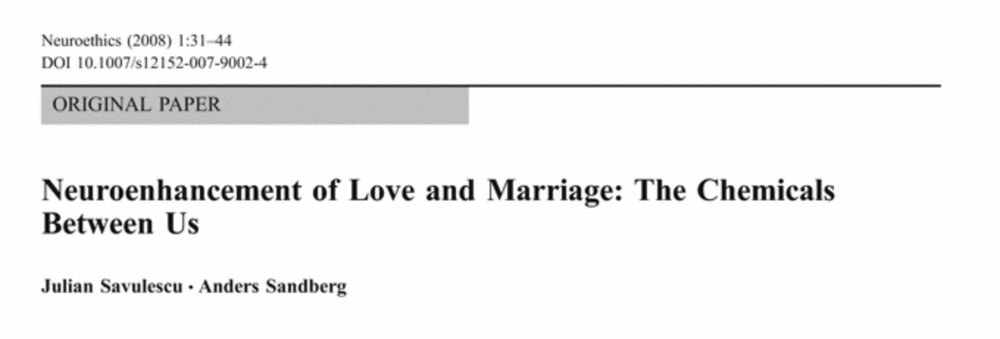 Neuroethics (2008) 1:31–44
DOI 10.1007/s12152-007-9002-4
ORIGINAL PAPER
Neuroenhancement of Love and Marriage: The Chemicals
Between Us
Julian Savulescu · Anders Sandberg